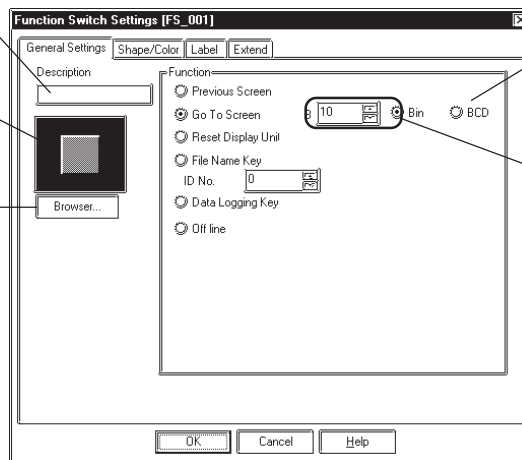 Function Switch Settings [FS_001]
General Settings Shape/Color Label Extend
Description
Function
Previous Screen
Go To Screen B 10 Bin BCD
Reset Display Unit
File Name Key
ID No. 0
Browser...
Data Logging Key
Off line
OK Cancel Help